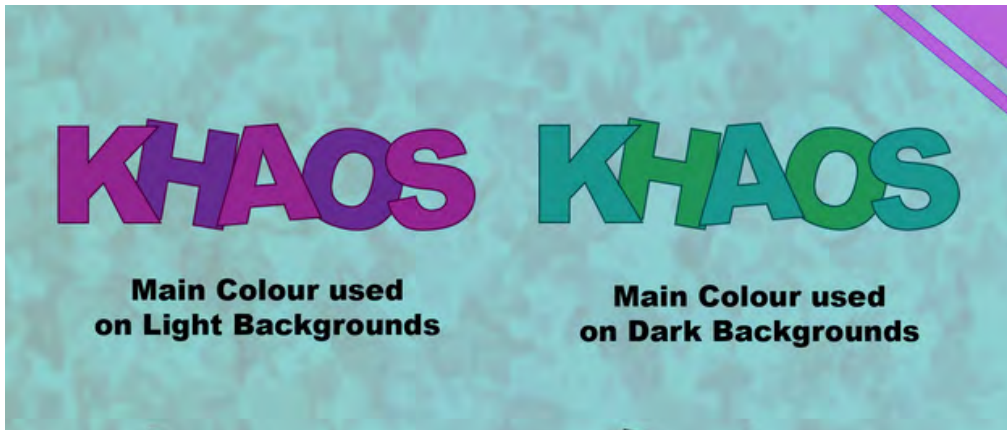 KHAOS
Main Colour used
on Light Backgrounds
KHAOS
Main Colour used
on Dark Backgrounds